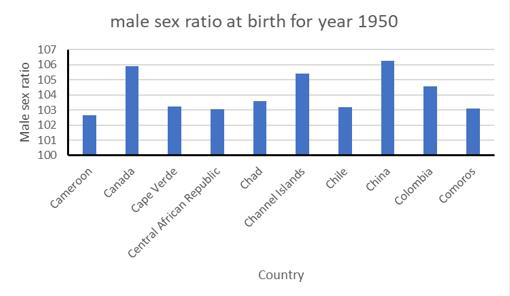 male sex ratio at birth for year 1950
Male sex ratio
107
106
105
104
103
102
101
100
Cameroon
Canada
Cape Verde
Central African Republic
Chad
Channel Islands
Chile
China
Colombia
Comoros
Country